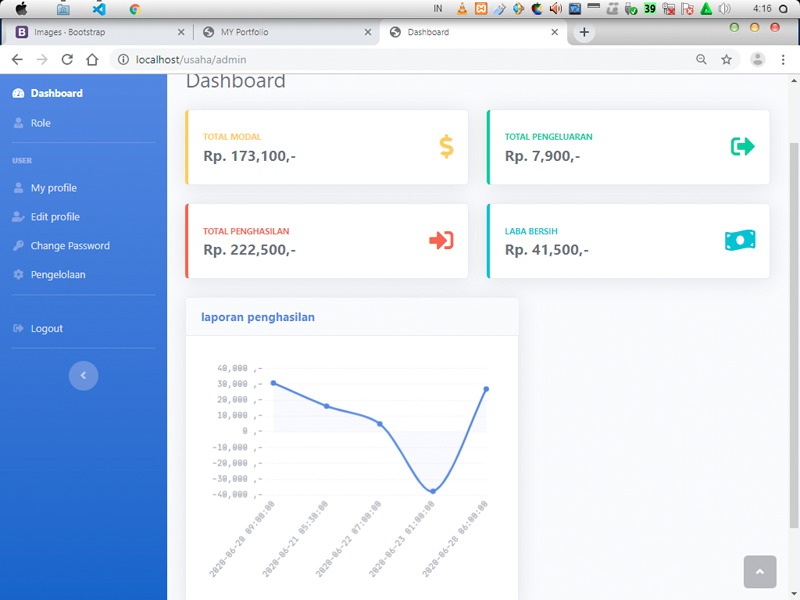 IN
39
4:16
Images · Bootstrap
MY Portfolio
Dashboard
localhost/usaha/admin
Dashboard
Role
USER
My profile
Edit profile
Change Password
Pengelolaan
Logout
Dashboard
TOTAL MODAL
Rp. 173,100,-
TOTAL PENGELUARAN
Rp. 7,900,-
TOTAL PENGHASILAN
Rp. 222,500,-
LABA BERSIH
Rp. 41,500,-
laporan penghasilan
40,000 ,-
30,000 ,-
20,000 ,-
10,000 ,-
0 ,-
-10,000 ,-
-20,000 ,-
-30,000 ,-
-40,000 ,-
2020-06-20 09:00:00
2020-06-21 05:30:00
2020-06-22 07:00:00
2020-06-23 01:00:00
2020-06-28 06:00:00